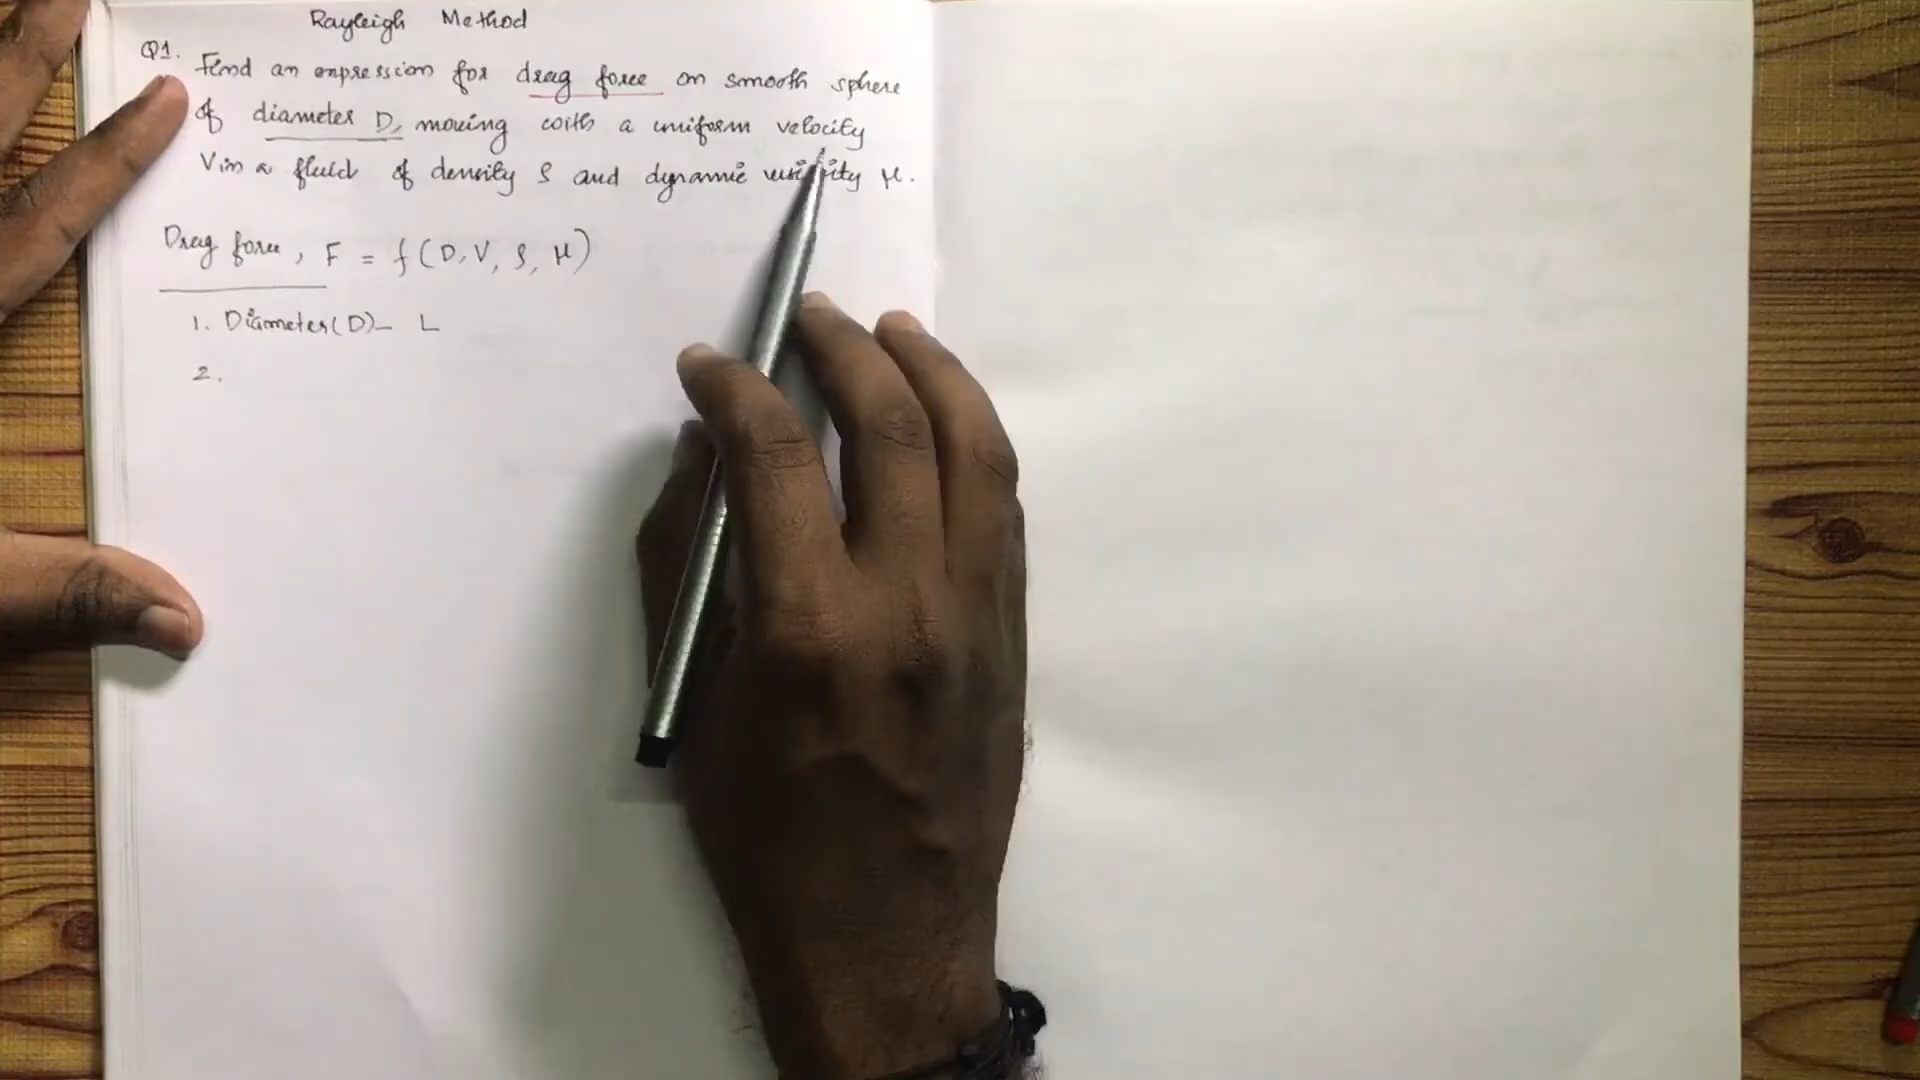 Rayleigh Method
Q1. Find an expression for drag force on smooth sphere
of diameter D, moving with a uniform velocity
V in a fluid of density ρ and dynamic μ.
Drag force, F = f (D, V, ρ, μ)
1. Diameter (D) – L
2.